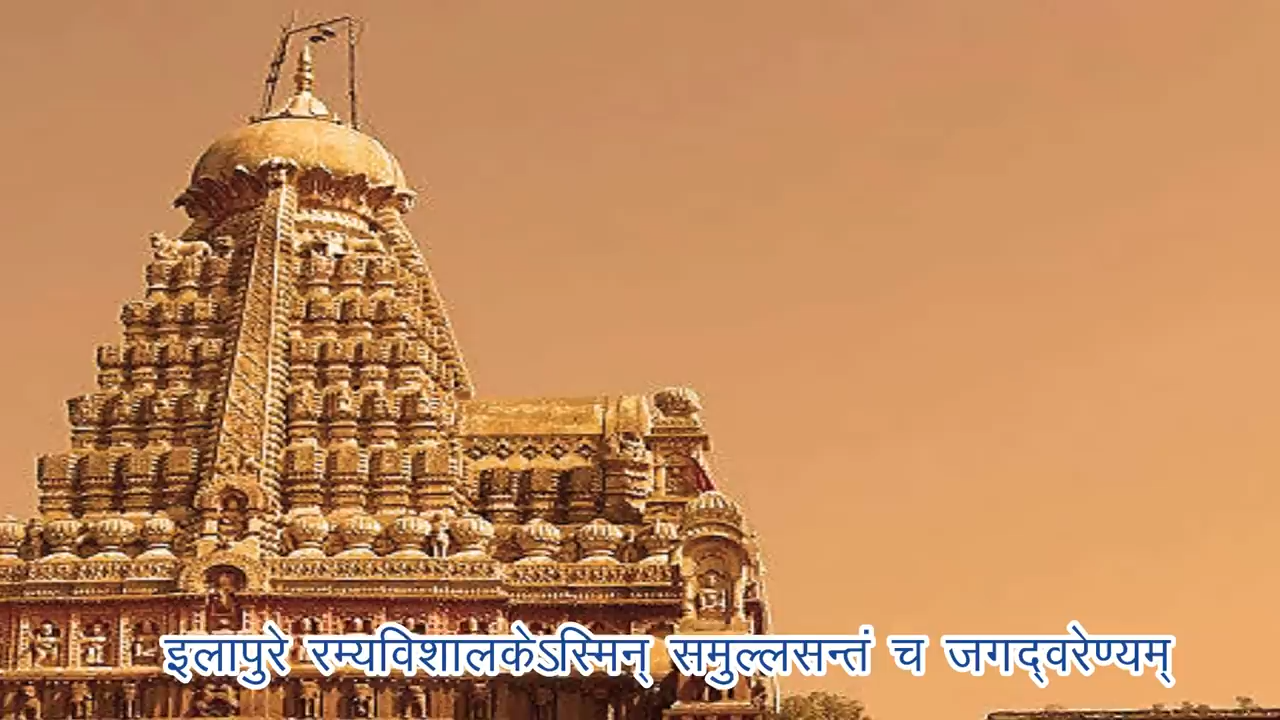 इलापुरे रम्यविशालकेऽस्मिन् समुल्लसन्तं च जगद्‌वरेण्यम्